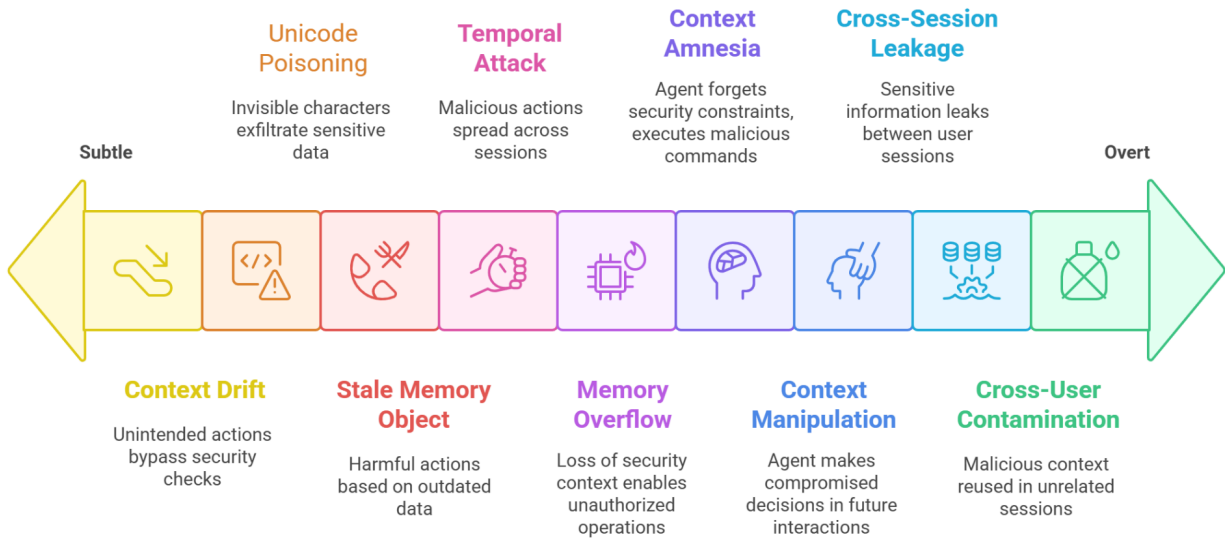 Unicode
Poisoning
Invisible characters
exfiltrate sensitive
data
Temporal
Attack
Malicious actions
spread across
sessions
Context
Amnesia
Agent forgets
security constraints,
executes malicious
commands
Cross-Session
Leakage
Sensitive
information leaks
between user
sessions
Subtle
Overt
</>
Context Drift
Unintended actions
bypass security
checks
Stale Memory
Object
Harmful actions
based on outdated
data
Memory
Overflow
Loss of security
context enables
unauthorized
operations
Context
Manipulation
Agent makes
compromised
decisions in future
interactions
Cross-User
Contamination
Malicious context
reused in unrelated
sessions